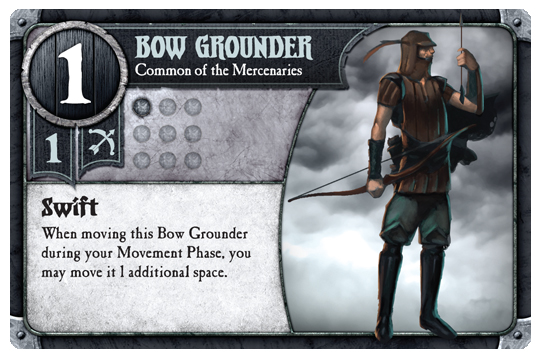 1
BOW GROUNDER
Common of the Mercenaries
1
Swift
When moving this Bow Grounder
during your Movement Phase, you
may move it 1 additional space.